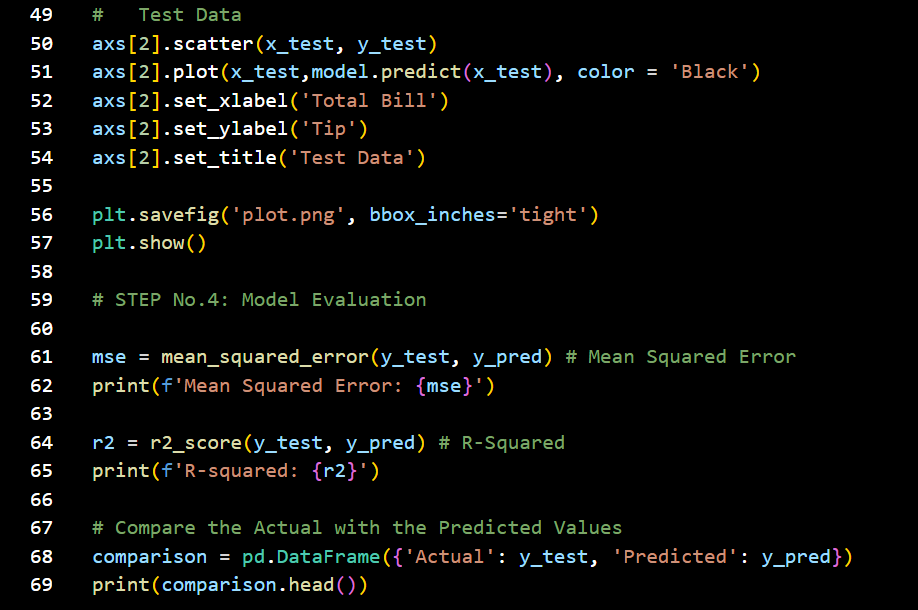 49 #   Test Data
50 axs[2].scatter(x_test, y_test)
51 axs[2].plot(x_test,model.predict(x_test), color = 'Black')
52 axs[2].set_xlabel('Total Bill')
53 axs[2].set_ylabel('Tip')
54 axs[2].set_title('Test Data')
55
56 plt.savefig('plot.png', bbox_inches='tight')
57 plt.show()
58
59 # STEP No.4: Model Evaluation
60
61 mse = mean_squared_error(y_test, y_pred) # Mean Squared Error
62 print(f'Mean Squared Error: {mse}')
63
64 r2 = r2_score(y_test, y_pred) # R-Squared
65 print(f'R-squared: {r2}')
66
67 # Compare the Actual with the Predicted Values
68 comparison = pd.DataFrame({'Actual': y_test, 'Predicted': y_pred})
69 print(comparison.head())